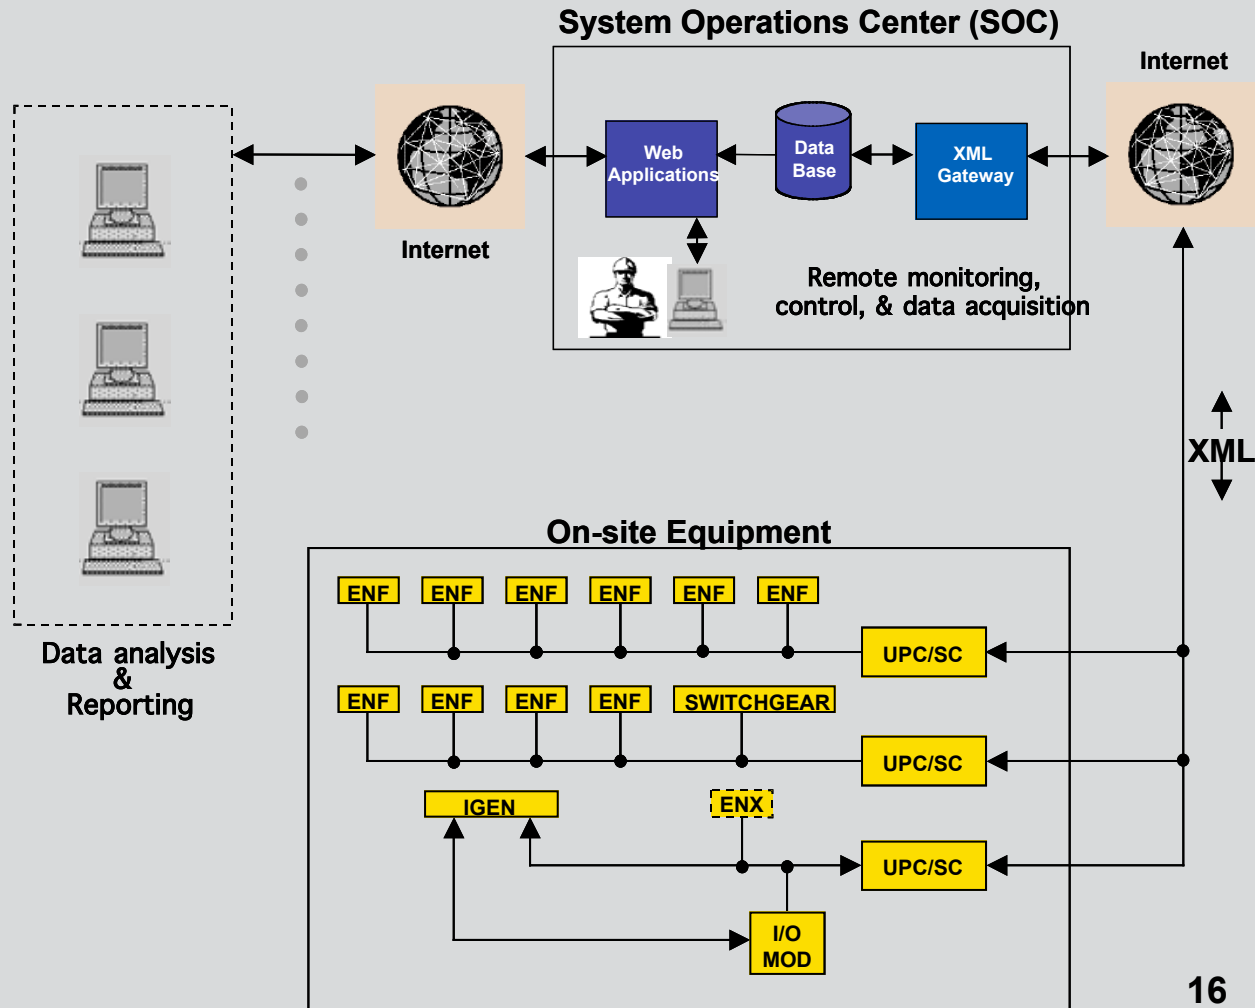 System Operations Center (SOC)
Internet
Web
Applications
Data
Base
XML
Gateway
Internet
Remote monitoring,
control, & data acquisition
XML
On-site Equipment
ENF
ENF
ENF
ENF
ENF
ENF
UPC/SC
Data analysis
&
Reporting
ENF
ENF
ENF
ENF
SWITCHGEAR
UPC/SC
IGEN
ENX
UPC/SC
I/O
MOD
16